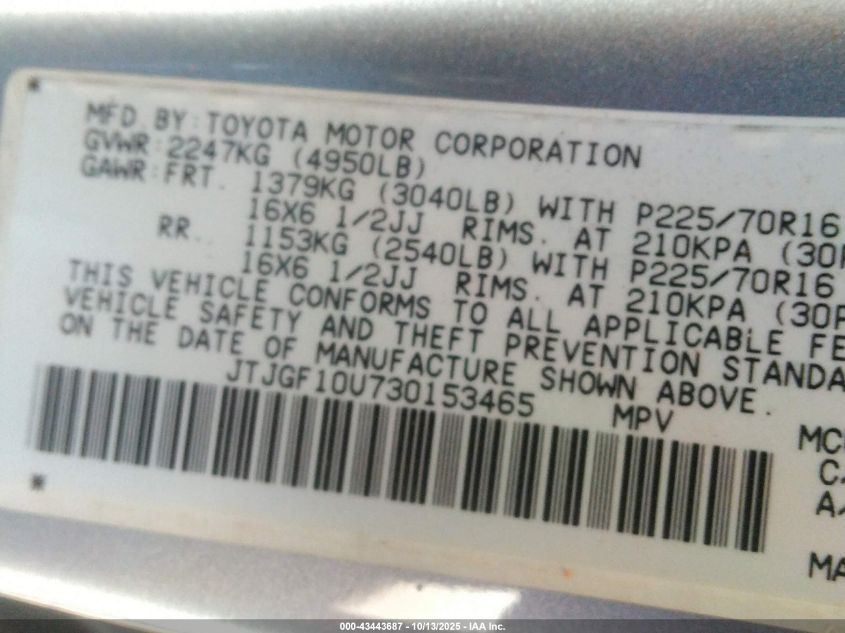 MFD BY: TOYOTA MOTOR CORPORATION
GVWR: 2247KG (4950LB)
GAWR: FRT. 1379KG (3040LB) WITH P225/70R16
16X6 1/2JJ RIMS. AT 210KPA (30P
RR. 1153KG (2540LB) WITH P225/70R16
16X6 1/2JJ RIMS. AT 210KPA (30P
THIS VEHICLE CONFORMS TO ALL APPLICABLE FE
VEHICLE SAFETY AND THEFT PREVENTION STANDA
ON THE DATE OF MANUFACTURE SHOWN ABOVE.
JTJGF10U730153465 MPV
MC
C/
A/
MA
000-43443687 - 10/13/2025 - IAA Inc.